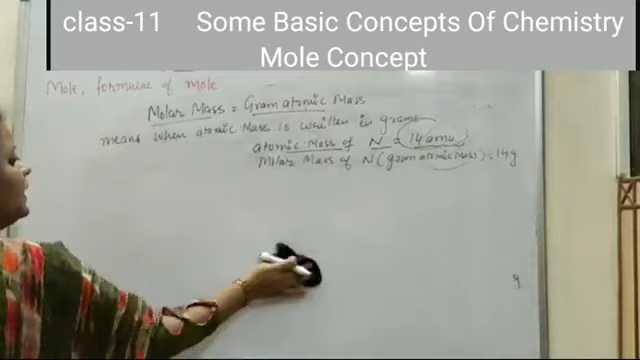 class-11 Some Basic Concepts Of Chemistry
Mole Concept
Mole, formulae of mole
Molar Mass = Gram atomic Mass
means when atomic Mass is written in grams
atomic Mass of N = 14 amu
Molar Mass of N (gram atomic Mass) = 14 g